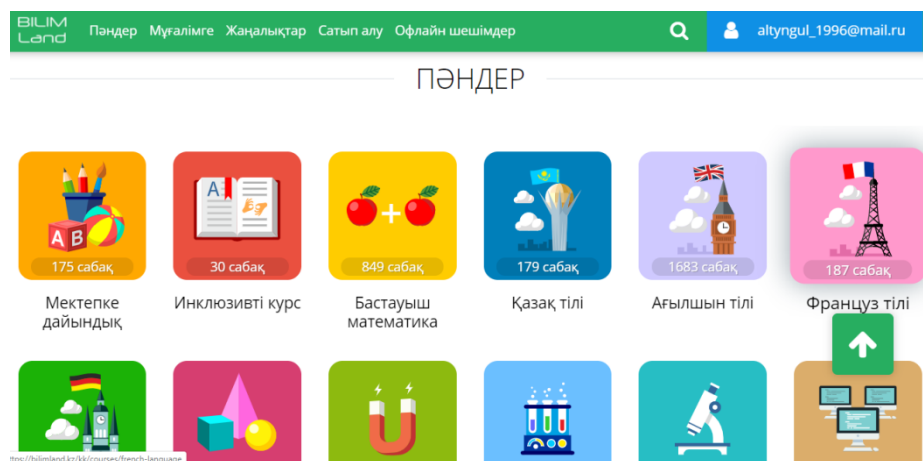 BILIM
Land
Пәндер Мұғалімге Жаңалықтар Сатып алу Офлайн шешімдер
altyngul_1996@mail.ru
ПӘНДЕР
A
A B
175 сабақ
30 сабақ
849 сабақ
179 сабақ
1683 сабақ
187 сабақ
Мектепке
дайындық
Инклюзивті курс
Бастауыш
математика
Қазақ тілі
Ағылшын тілі
Француз тілі
ttps://bilimland.kz/kk/courses/french-language